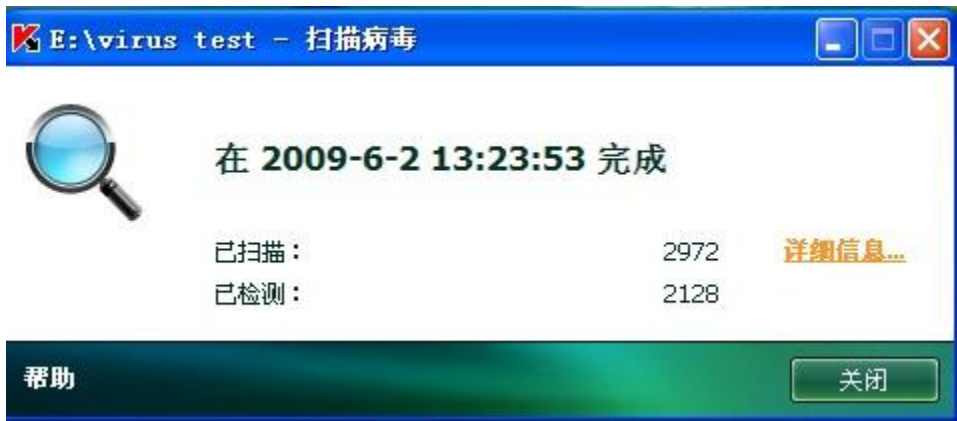 E:\virus test - 扫描病毒
在 2009-6-2 13:23:53 完成
已扫描： 2972 详细信息...
已检测： 2128
帮助 关闭